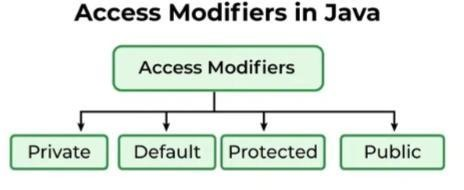 Access Modifiers in Java
Access Modifiers
Private Default Protected Public